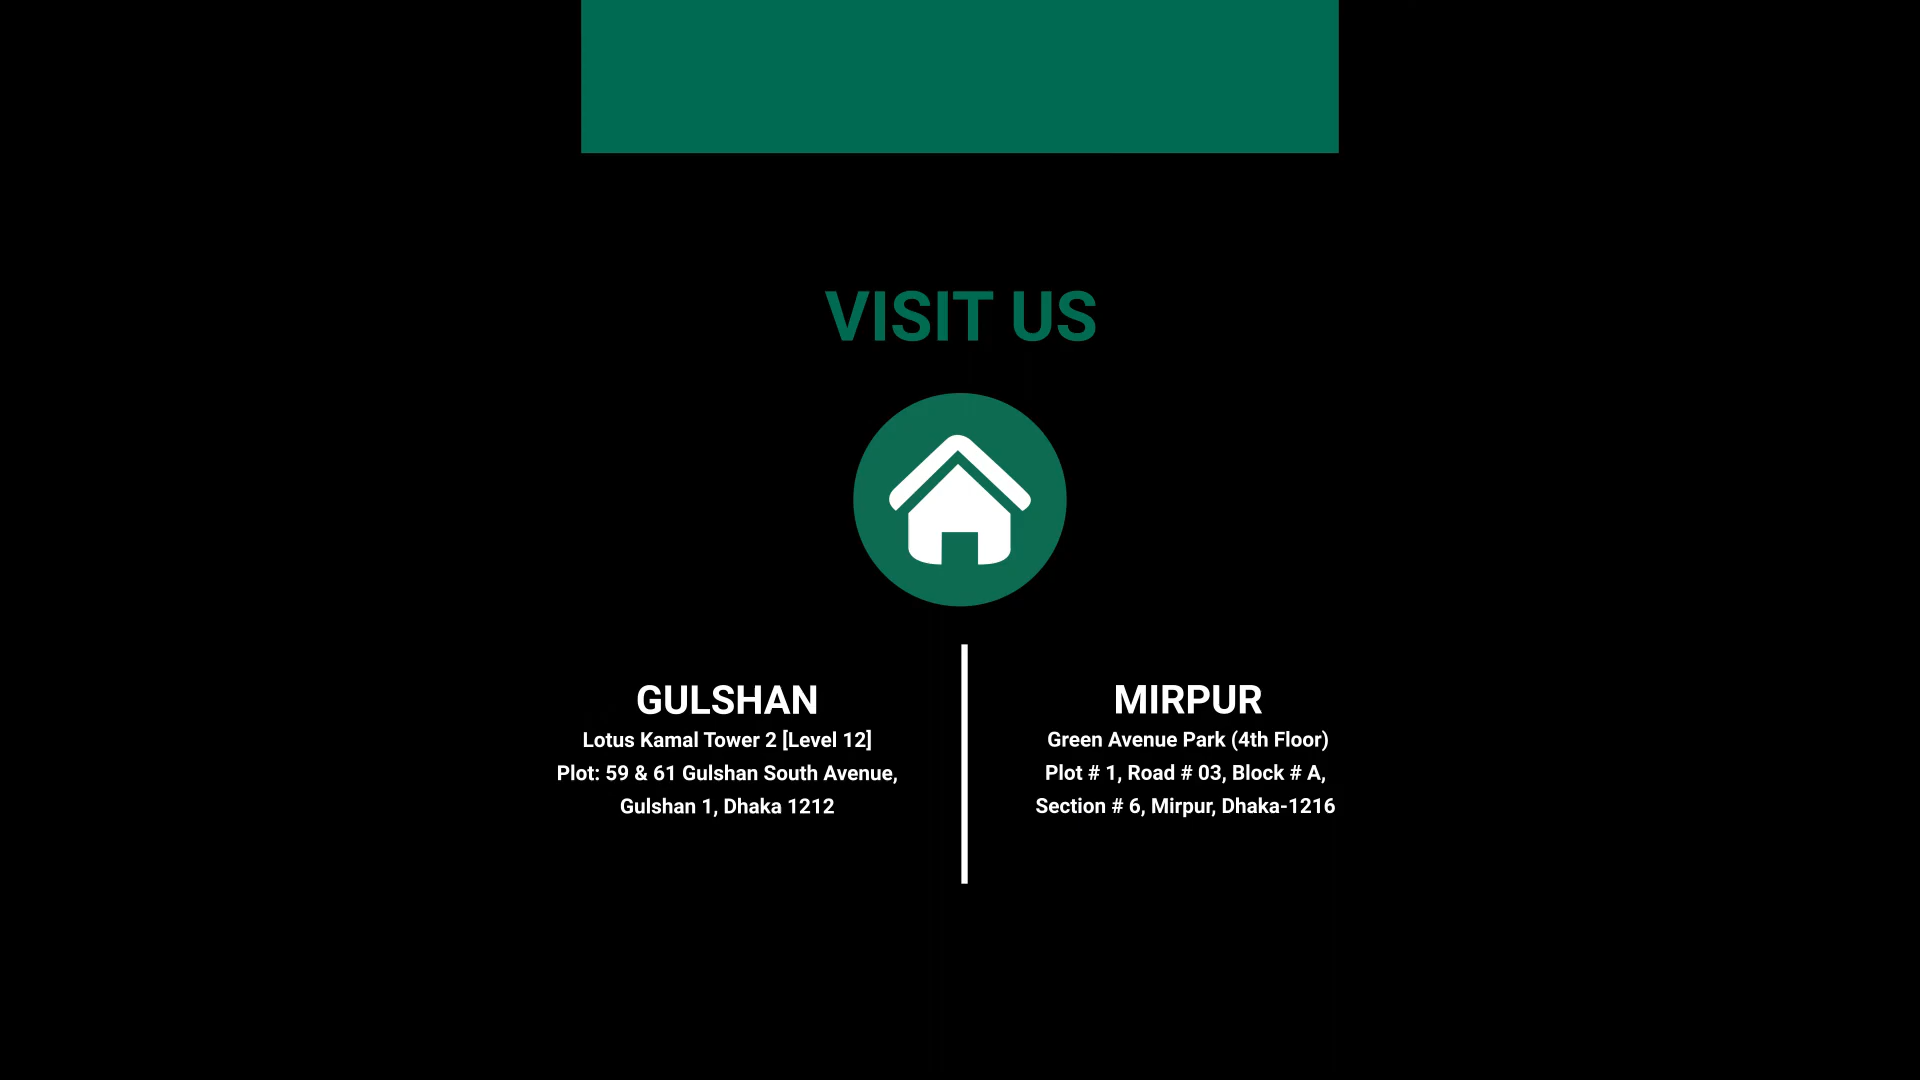 VISIT US
GULSHAN
Lotus Kamal Tower 2 [Level 12]
Plot: 59 & 61 Gulshan South Avenue,
Gulshan 1, Dhaka 1212
MIRPUR
Green Avenue Park (4th Floor)
Plot # 1, Road # 03, Block # A,
Section # 6, Mirpur, Dhaka-1216